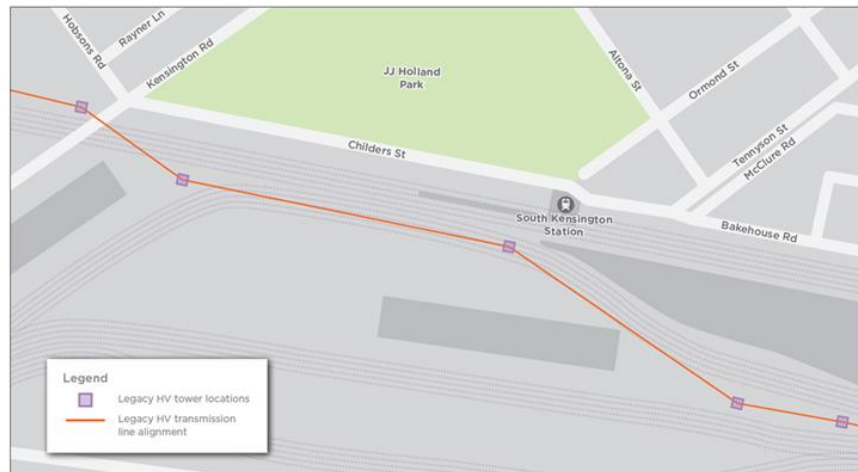 Hobsons Rd
Rayner Ln
Kensington Rd
JJ Holland
Park
Altona St
Ormond St
Childers St
Tennyson St
McClure Rd
South Kensington
Station
Bakehouse Rd
Legend
Legacy HV tower locations
Legacy HV transmission
line alignment